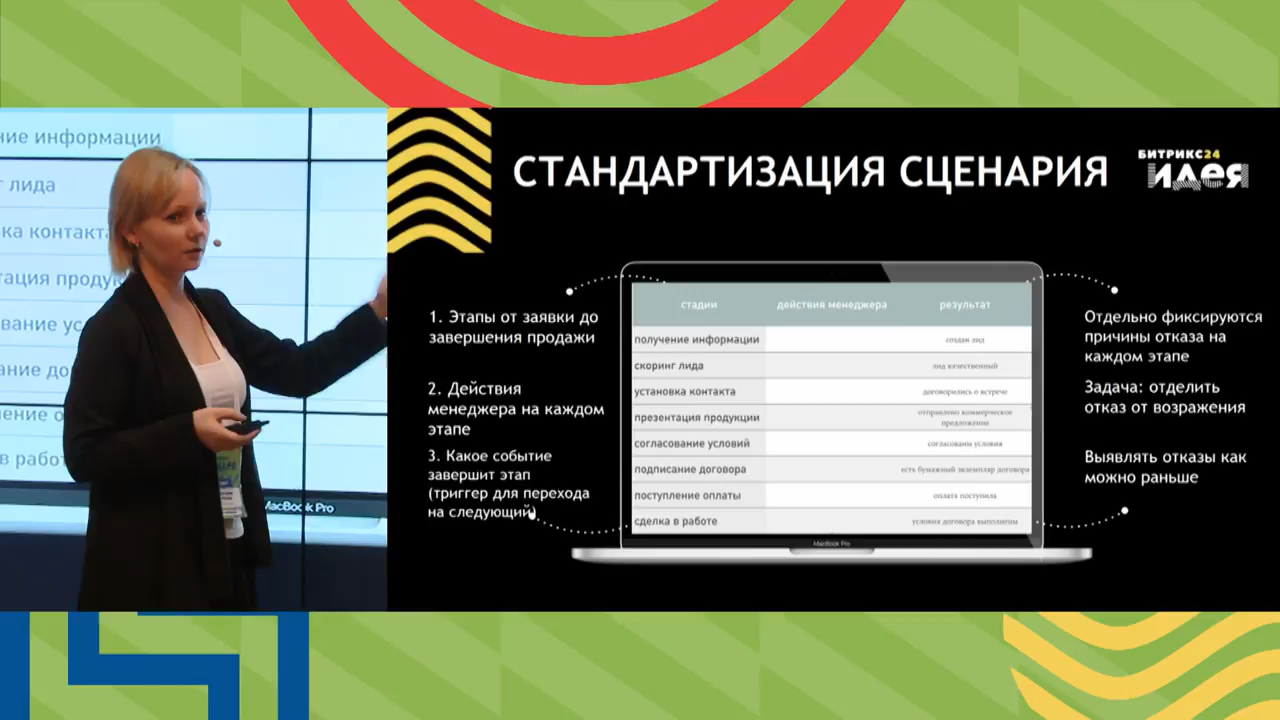 ние информации
лида
ка контакта
тация продук
вание ус
ание до
ение о
в работ
MacBook Pro
СТАНДАРТИЗАЦИЯ СЦЕНАРИЯ
БИТРИКС24
идея
1. Этапы от заявки до
завершения продажи
2. Действия
менеджера на каждом
этапе
3. Какое событие
завершит этап
(триггер для перехода
на следующий)
стадии действия менеджера результат
получение информации создан лид
скоринг лида лид качественный
установка контакта договорились о встрече
презентация продукции отправлено коммерческое
предложение
согласование условий согласованы условия
подписание договора есть бумажный экземпляр договора
поступление оплаты оплата поступила
сделка в работе условия договора выполнены
MacBook Pro
Отдельно фиксируются
причины отказа на
каждом этапе
Задача: отделить
отказ от возражения
Выявлять отказы как
можно раньше